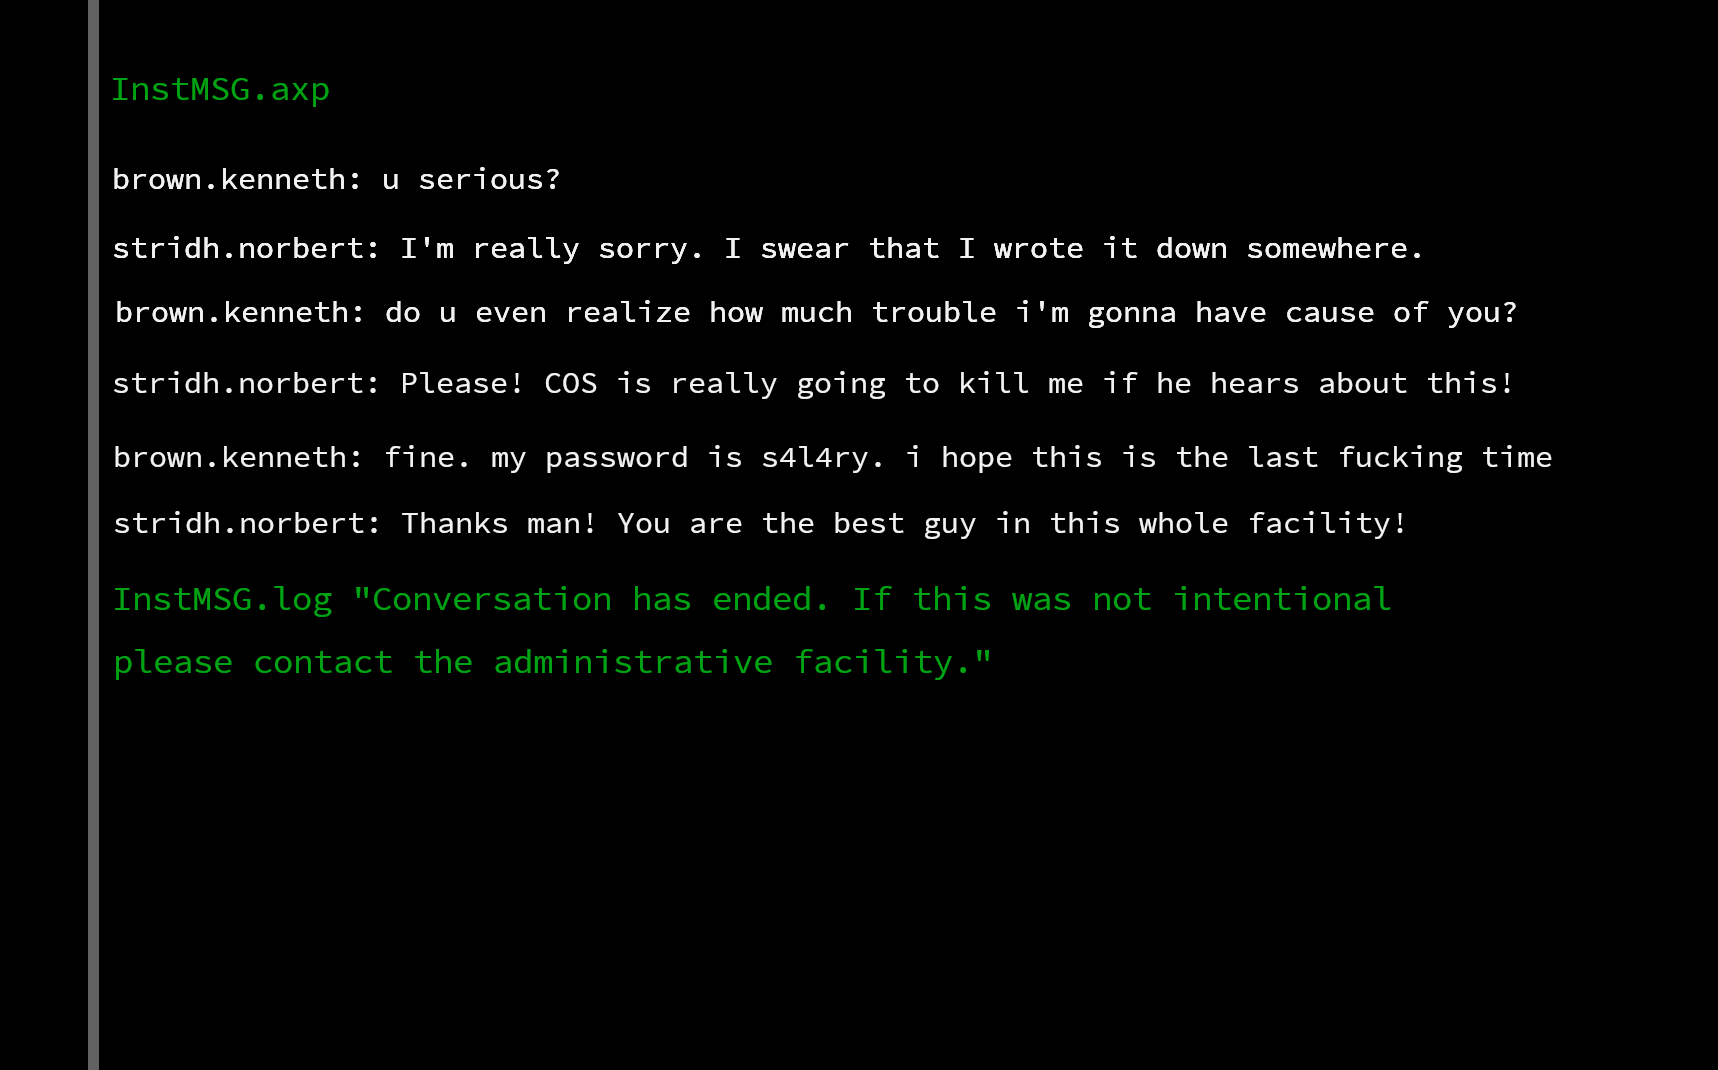 InstMSG.axp
brown.kenneth: u serious?
stridh.norbert: I'm really sorry. I swear that I wrote it down somewhere.
brown.kenneth: do u even realize how much trouble i'm gonna have cause of you?
stridh.norbert: Please! COS is really going to kill me if he hears about this!
brown.kenneth: fine. my password is s4l4ry. i hope this is the last fucking time
stridh.norbert: Thanks man! You are the best guy in this whole facility!
InstMSG.log "Conversation has ended. If this was not intentional
please contact the administrative facility."